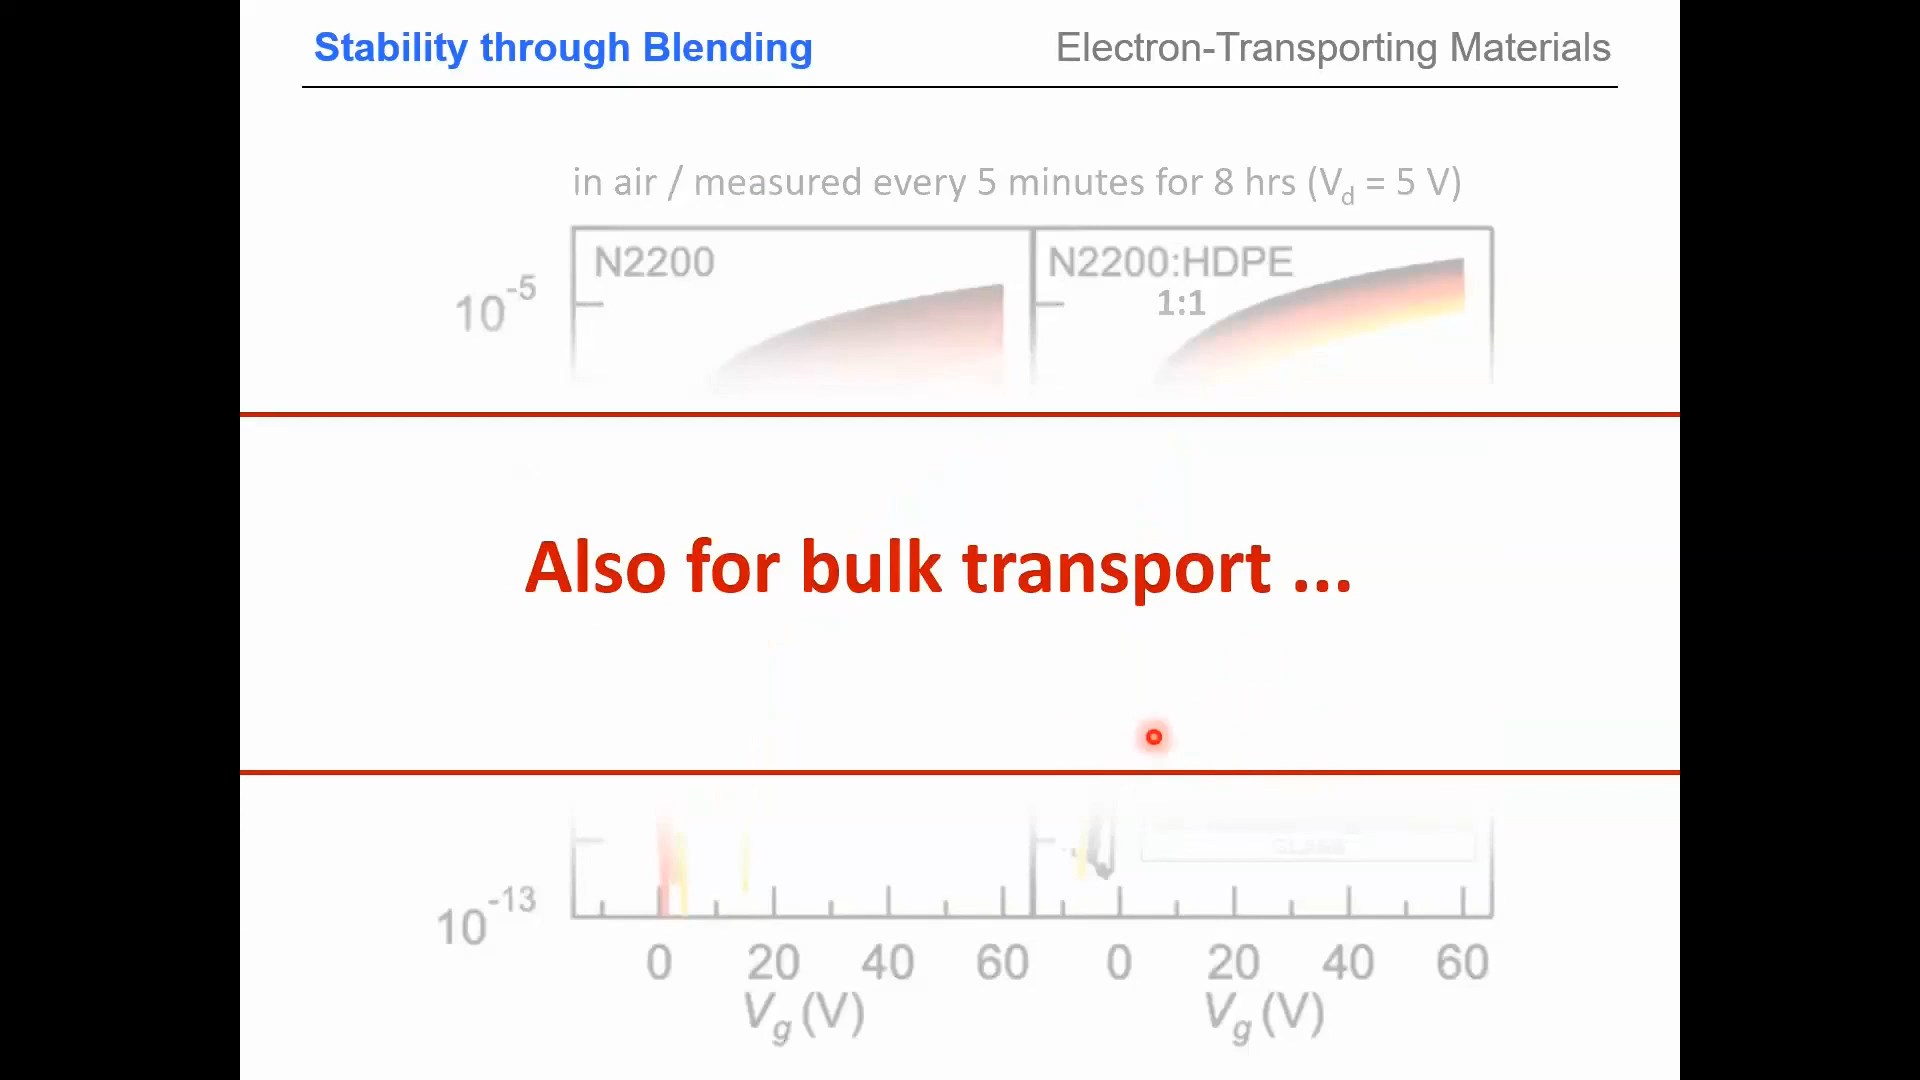 Stability through Blending
Electron-Transporting Materials
in air / measured every 5 minutes for 8 hrs (Vd = 5 V)
N2200
N2200:HDPE
1:1
10-5
Also for bulk transport ...
GLASS
10-13
0 20 40 60 0 20 40 60
Vg (V)
Vg (V)